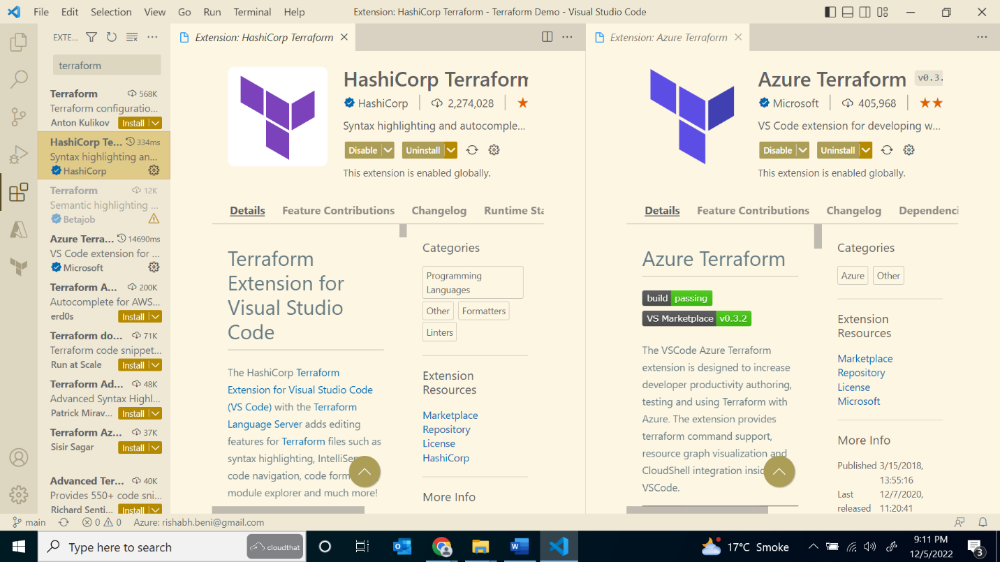 File Edit Selection View Go Run Terminal Help Extension: HashiCorp Terraform - Terraform Demo - Visual Studio Code
EXTE...
terraform
Terraform 568K
Terraform configuratio...
Anton Kulikov Install
HashiCorp Te... 334ms
Syntax highlighting an...
HashiCorp
Terraform 12K
Semantic highlighting ...
Betajob
Azure Terra... 14690ms
VS Code extension for ...
Microsoft
Terraform A... 200K
Autocomplete for AWS...
erd0s Install
Terraform do... 71K
Terraform code snippet...
Run at Scale Install
Terraform Ad... 48K
Advanced Syntax Highl...
Patrick Mirav... Install
Terraform Az... 37K
Sisir Sagar Install
Advanced Ter... 40K
Provides 550+ code sni...
Richard Senti... Install
Extension: HashiCorp Terraform
HashiCorp Terraform
HashiCorp 2,274,028
Syntax highlighting and autocomple...
Disable Uninstall
This extension is enabled globally.
Details Feature Contributions Changelog Runtime Sta
Terraform
Extension for
Visual Studio
Code
The HashiCorp Terraform
Extension for Visual Studio Code
(VS Code) with the Terraform
Language Server adds editing
features for Terraform files such as
syntax highlighting, IntelliSen
code navigation, code form
module explorer and much more!
Categories
Programming
Languages
Other Formatters
Linters
Extension
Resources
Marketplace
Repository
License
HashiCorp
More Info
Extension: Azure Terraform
Azure Terraform v0.3.
Microsoft 405,968
VS Code extension for developing w...
Disable Uninstall
This extension is enabled globally.
Details Feature Contributions Changelog Dependenci
Azure Terraform
build passing
VS Marketplace v0.3.2
The VSCode Azure Terraform
extension is designed to increase
developer productivity authoring,
testing and using Terraform with
Azure. The extension provides
terraform command support,
resource graph visualization and
CloudShell integration insid
VSCode.
Categories
Azure Other
Extension
Resources
Marketplace
Repository
License
Microsoft
More Info
Published 3/15/2018,
13:55:16
Last 12/7/2020,
released 11:20:41
main 0 0 Azure: rishabh.beni@gmail.com
Type here to search cloudthat 17°C Smoke 9:11 PM
12/5/2022 3